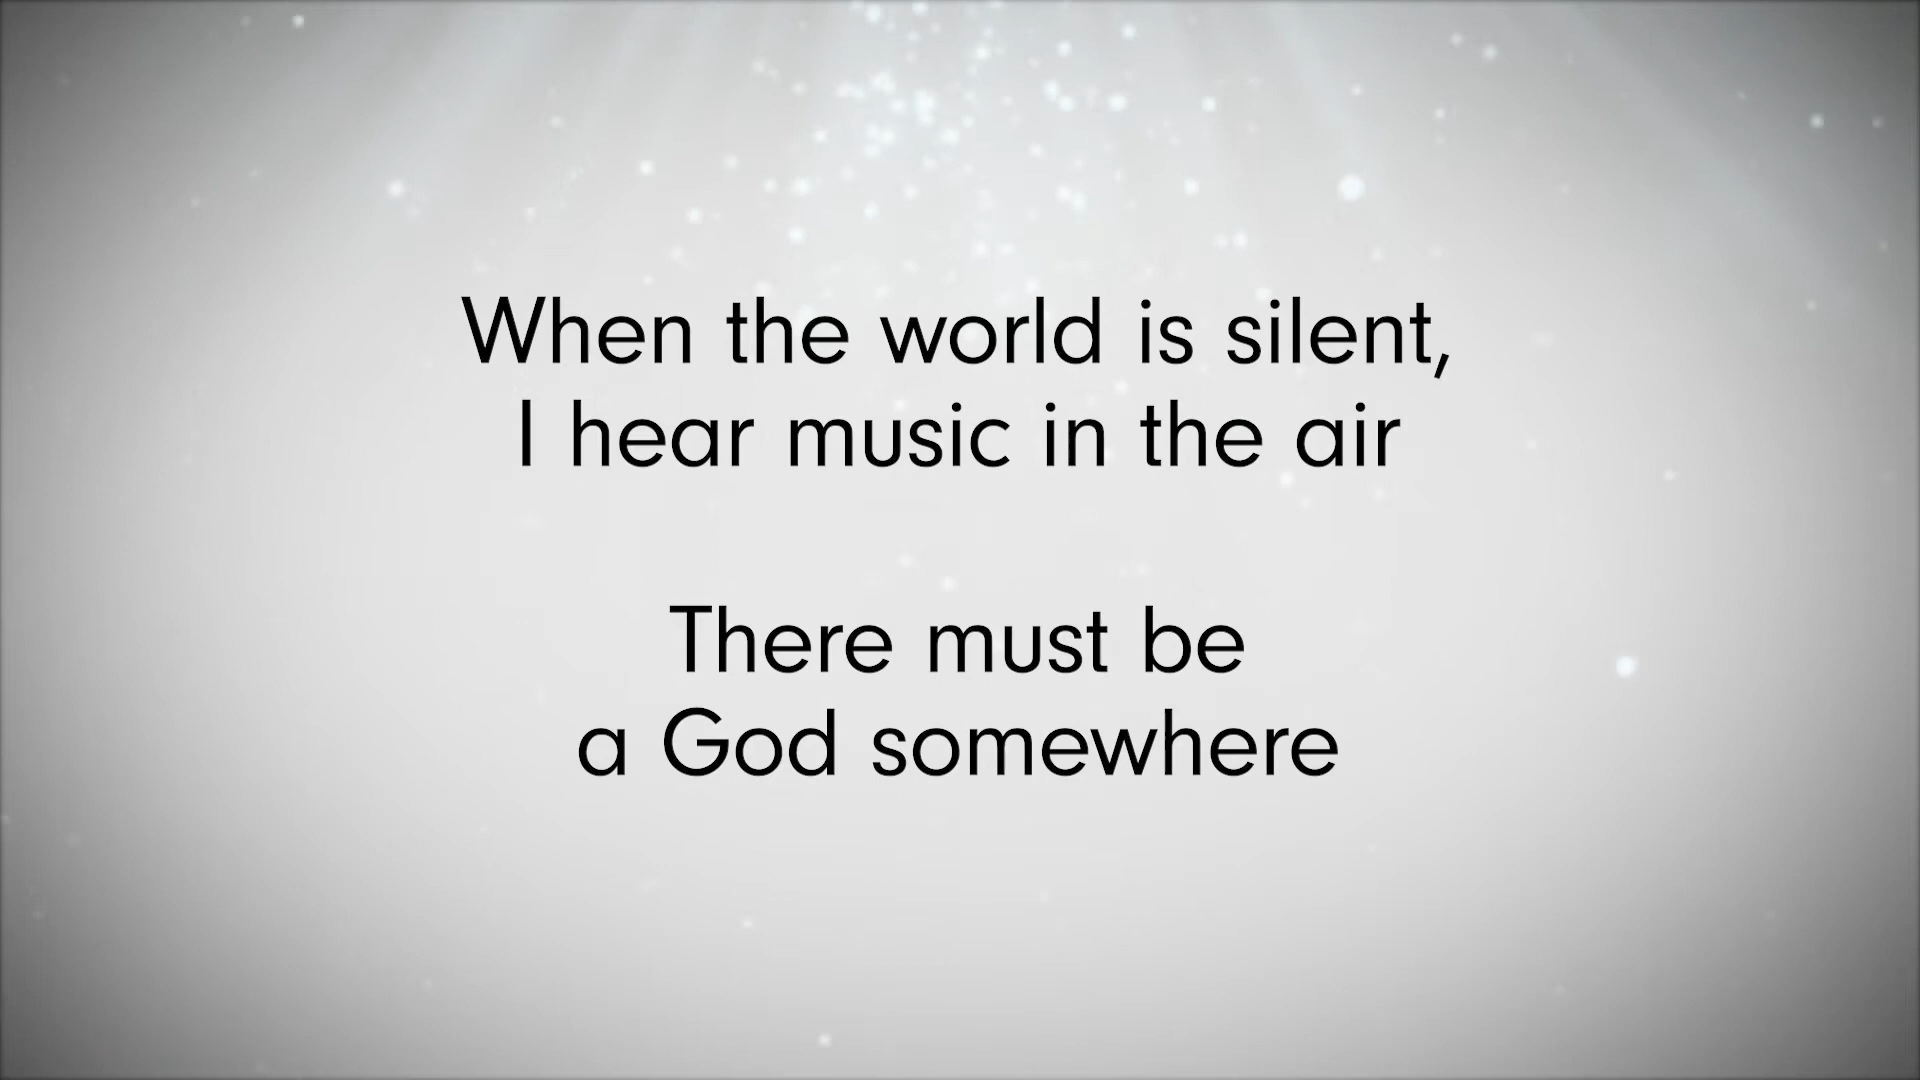 When the world is silent,
I hear music in the air
There must be
a God somewhere